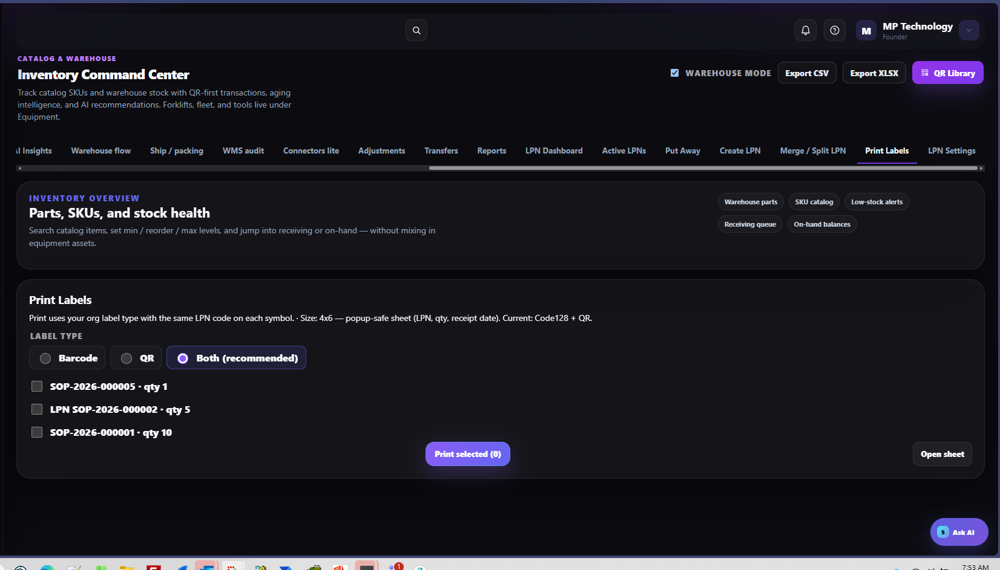 M
MP Technology
Founder
CATALOG & WAREHOUSE
Inventory Command Center
WAREHOUSE MODE
Export CSV
Export XLSX
QR Library
Track catalog SKUs and warehouse stock with QR-first transactions, aging
intelligence, and AI recommendations. Forklifts, fleet, and tools live under
Equipment.
AI Insights
Warehouse flow
Ship / packing
WMS audit
Connectors lite
Adjustments
Transfers
Reports
LPN Dashboard
Active LPNs
Put Away
Create LPN
Merge / Split LPN
Print Labels
LPN Settings
INVENTORY OVERVIEW
Parts, SKUs, and stock health
Search catalog items, set min / reorder / max levels, and jump into receiving or on-hand — without mixing in
equipment assets.
Warehouse parts
SKU catalog
Low-stock alerts
Receiving queue
On-hand balances
Print Labels
Print uses your org label type with the same LPN code on each symbol. · Size: 4x6 — popup-safe sheet (LPN, qty, receipt date). Current: Code128 + QR.
LABEL TYPE
Barcode
QR
Both (recommended)
SOP-2026-000005 · qty 1
LPN SOP-2026-000002 · qty 5
SOP-2026-000001 · qty 10
Print selected (0)
Open sheet
S
Ask AI
1
7:53 AM